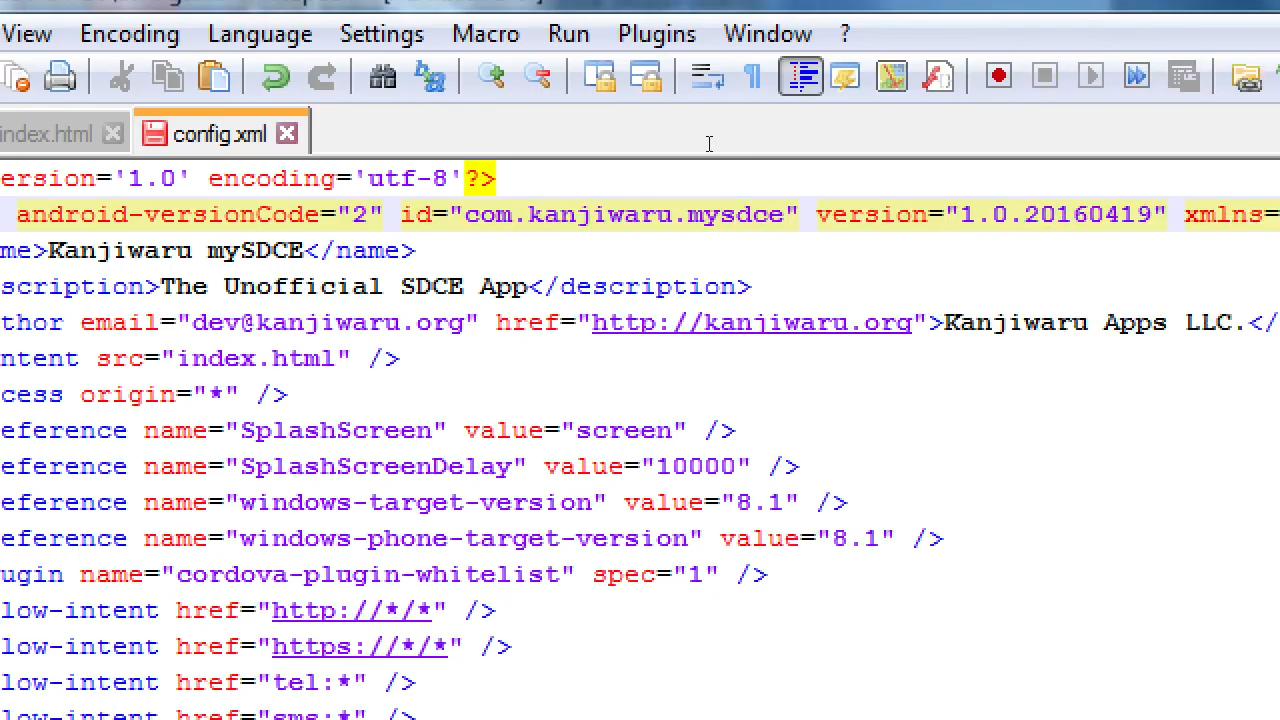 View Encoding Language Settings Macro Run Plugins Window ?
index.html config.xml
ersion='1.0' encoding='utf-8'?>
android-versionCode="2" id="com.kanjiwaru.mysdce" version="1.0.20160419" xmlns=
me>Kanjiwaru mySDCE</name>
scription>The Unofficial SDCE App</description>
thor email="dev@kanjiwaru.org" href="http://kanjiwaru.org">Kanjiwaru Apps LLC.</
ntent src="index.html" />
cess origin="*" />
eference name="SplashScreen" value="screen" />
eference name="SplashScreenDelay" value="10000" />
eference name="windows-target-version" value="8.1" />
eference name="windows-phone-target-version" value="8.1" />
ugin name="cordova-plugin-whitelist" spec="1" />
low-intent href="http://*/*" />
low-intent href="https://*/*" />
low-intent href="tel:*" />
low-intent href="sms:*" />